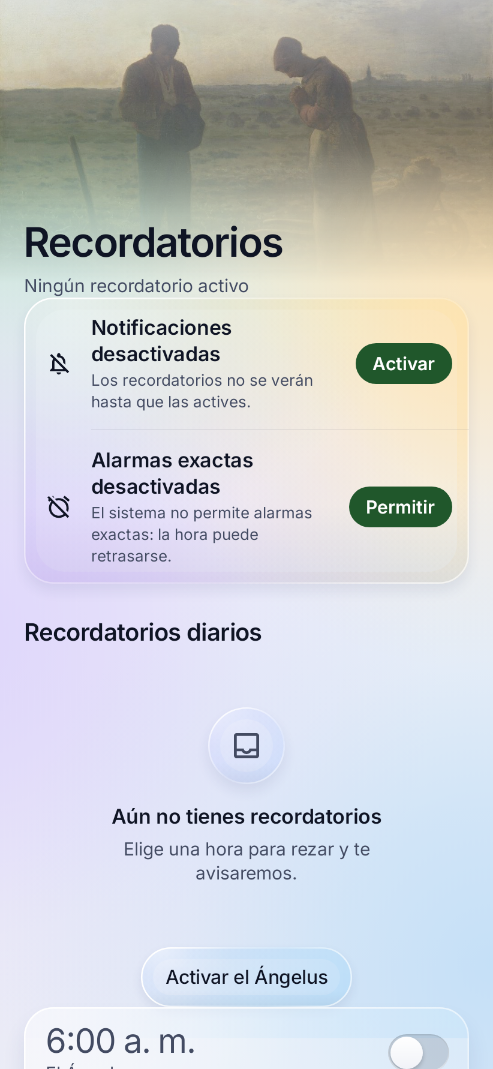 Recordatorios
Ningún recordatorio activo
Notificaciones
desactivadas
Los recordatorios no se verán
hasta que las actives.
Activar
Alarmas exactas
desactivadas
El sistema no permite alarmas
exactas: la hora puede
retrasarse.
Permitir
Recordatorios diarios
Aún no tienes recordatorios
Elige una hora para rezar y te
avisaremos.
Activar el Ángelus
6:00 a. m.